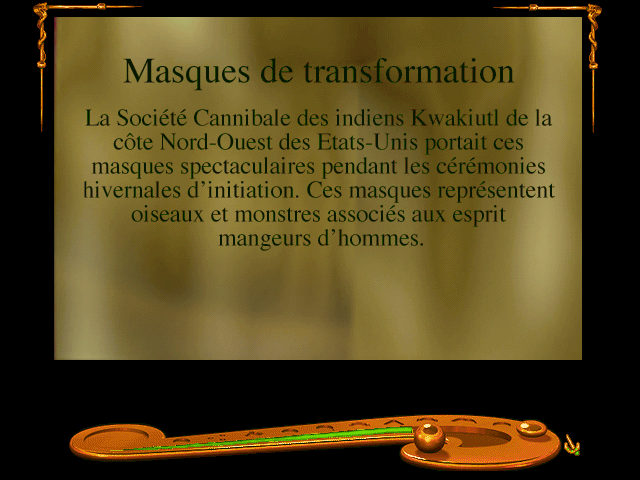 Masques de transformation
La Société Cannibale des indiens Kwakiutl de la
côte Nord-Ouest des Etats-Unis portait ces
masques spectaculaires pendant les cérémonies
hivernales d'initiation. Ces masques représentent
oiseaux et monstres associés aux esprit
mangeurs d'hommes.